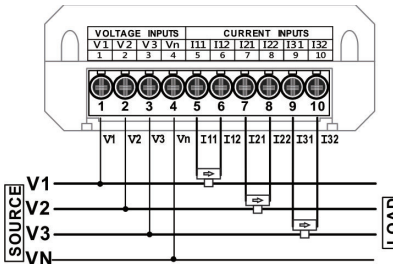 VOLTAGE INPUTS CURRENT INPUTS
V1 V2 V3 Vn I11 I12 I21 I22 I31 I32
1 2 3 4 5 6 7 8 9 10
1 2 3 4 5 6 7 8 9 10
V1 V2 V3 Vn I11 I12 I21 I22 I31 I32
SOURCE
V1
V2
V3
VN
LOAD